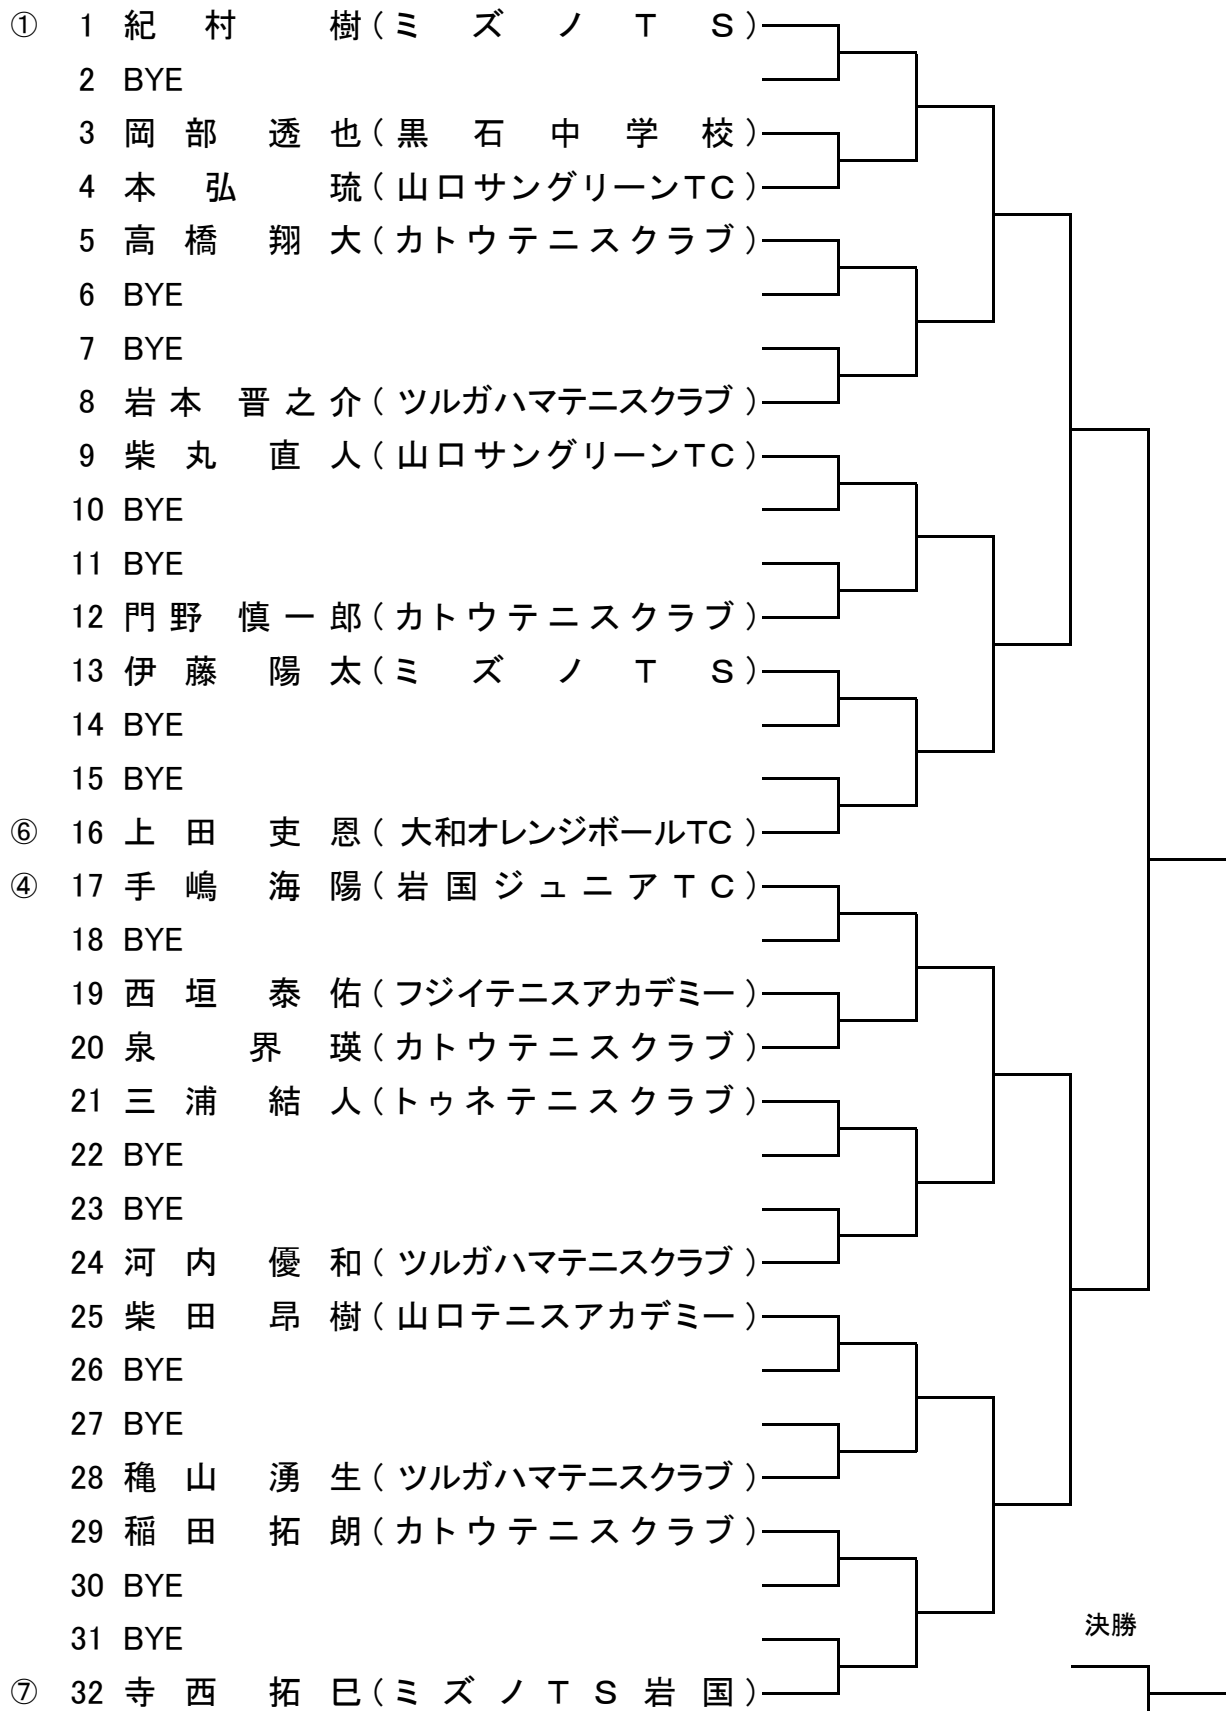 ① 1 紀村 樹(ミズノTS)
2 BYE
3 岡部 透也(黒石中学校)
4 本弘 琉(山口サングリーンTC)
5 高橋 翔大(カトウテニスクラブ)
6 BYE
7 BYE
8 岩本 晋之介(ツルガハマテニスクラブ)
9 柴丸 直人(山口サングリーンTC)
10 BYE
11 BYE
12 門野 慎一郎(カトウテニスクラブ)
13 伊藤 陽太(ミズノTS)
14 BYE
15 BYE
⑥ 16 上田 吏恩(大和オレンジボールTC)
④ 17 手嶋 海陽(岩国ジュニアTC)
18 BYE
19 西垣 泰佑(フジイテニスアカデミー)
20 泉 界瑛(カトウテニスクラブ)
21 三浦 結人(トゥネテニスクラブ)
22 BYE
23 BYE
24 河内 優和(ツルガハマテニスクラブ)
25 柴田 昂樹(山口テニスアカデミー)
26 BYE
27 BYE
28 龝山 湧生(ツルガハマテニスクラブ)
29 稲田 拓朗(カトウテニスクラブ)
30 BYE
31 BYE
決勝
⑦ 32 寺西 拓巳(ミズノTS岩国)